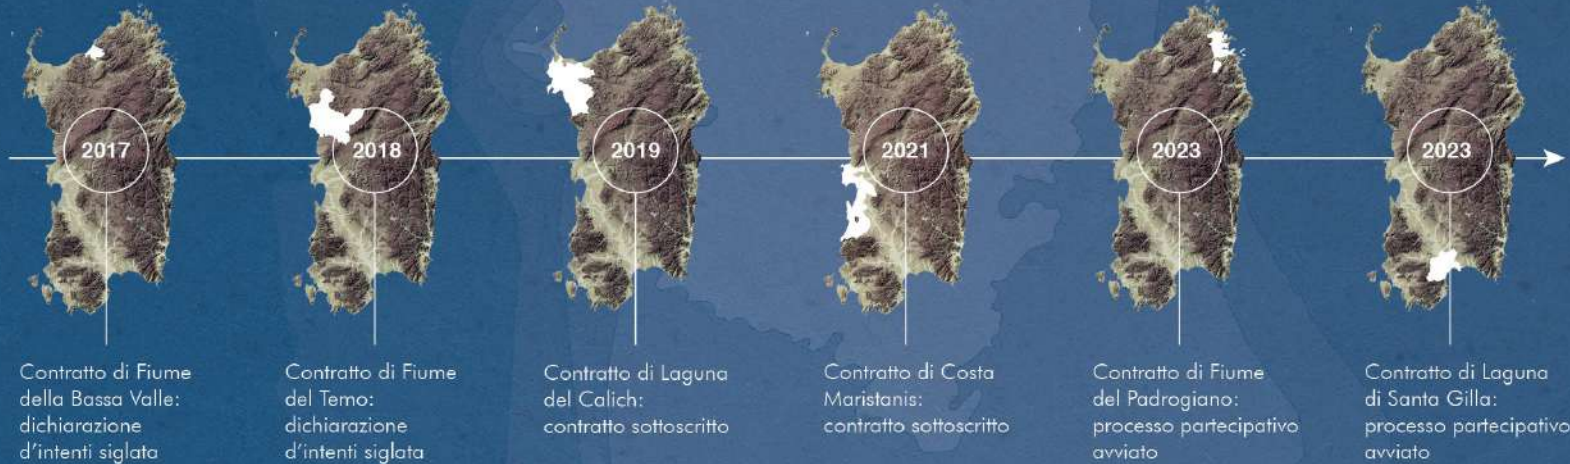 2017
2018
2019
2021
2023
2023
Contratto di Fiume
della Bassa Valle:
dichiarazione
d'intenti siglata
Contratto di Fiume
del Temo:
dichiarazione
d'intenti siglata
Contratto di Laguna
del Calich:
contratto sottoscritto
Contratto di Costa
Maristanis:
contratto sottoscritto
Contratto di Fiume
del Padrogiano:
processo partecipativo
avviato
Contratto di Laguna
di Santa Gilla:
processo partecipativo
avviato